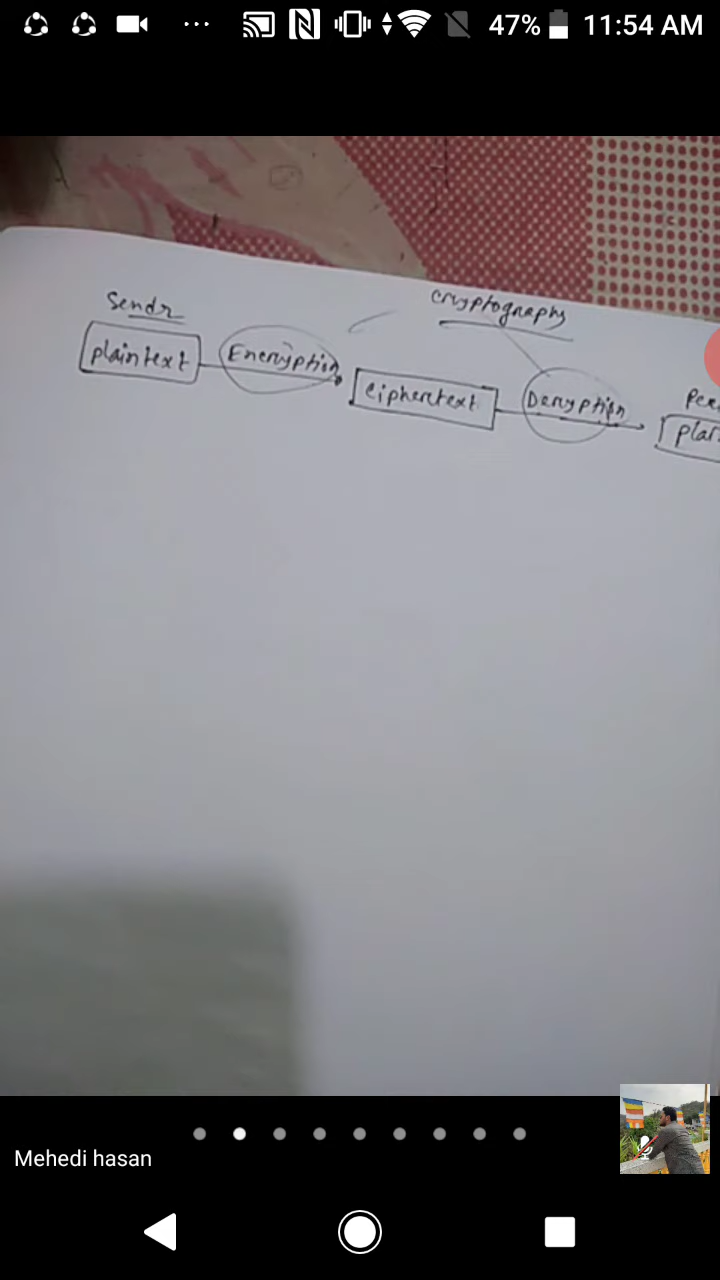 47% 11:54 AM
Sendr
cryptography
plaintext
Encryption
ciphertext
Decryption
Mehedi hasan